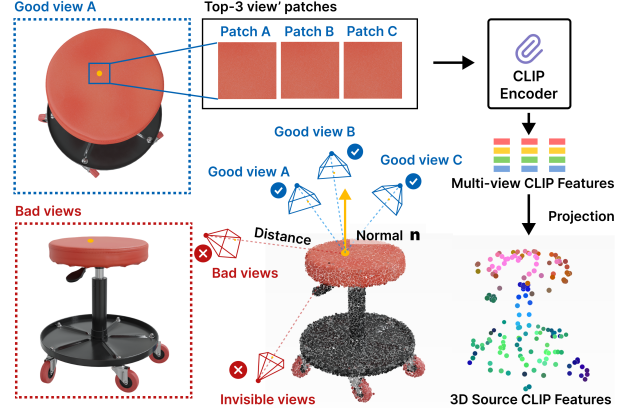 Good view A
Top-3 view' patches
Patch A
Patch B
Patch C
CLIP
Encoder
Multi-view CLIP Features
Projection
Good view B
Good view A
Good view C
Bad views
Distance
Normal n
Bad views
Invisible views
3D Source CLIP Features